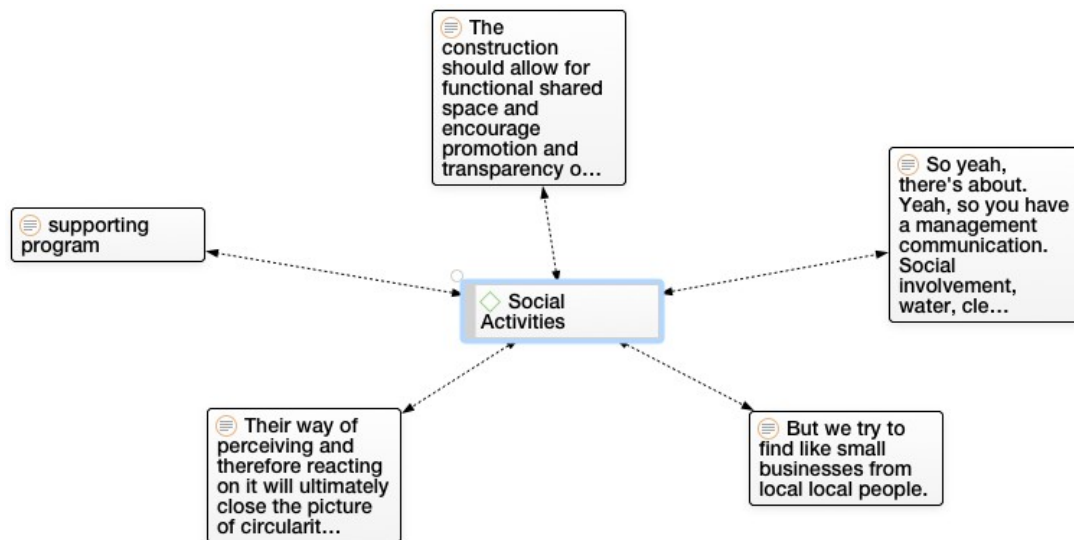 The
construction
should allow for
functional shared
space and
encourage
promotion and
transparency o...
So yeah,
there's about.
Yeah, so you have
a management
communication.
Social
involvement,
water, cle...
supporting
program
Social
Activities
Their way of
perceiving and
therefore reacting
on it will ultimately
close the picture
of circularit...
But we try to
find like small
businesses from
local local people.